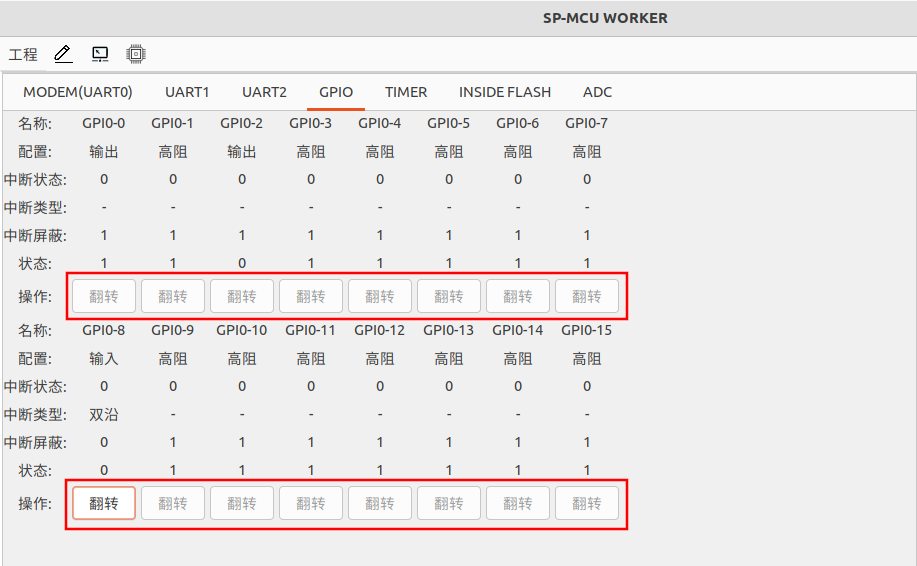 SP-MCU WORKER
工程
MODEM(UART0) UART1 UART2 GPIO TIMER INSIDE FLASH ADC
名称: GPI0-0 GPI0-1 GPI0-2 GPI0-3 GPI0-4 GPI0-5 GPI0-6 GPI0-7
配置: 输出 高阻 输出 高阻 高阻 高阻 高阻 高阻
中断状态: 0 0 0 0 0 0 0 0
中断类型: - - - - - - - -
中断屏蔽: 1 1 1 1 1 1 1 1
状态: 1 1 0 1 1 1 1 1
操作: 翻转 翻转 翻转 翻转 翻转 翻转 翻转 翻转
名称: GPI0-8 GPI0-9 GPI0-10 GPI0-11 GPI0-12 GPI0-13 GPI0-14 GPI0-15
配置: 输入 高阻 高阻 高阻 高阻 高阻 高阻 高阻
中断状态: 0 0 0 0 0 0 0 0
中断类型: 双沿 - - - - - - -
中断屏蔽: 0 1 1 1 1 1 1 1
状态: 0 1 1 1 1 1 1 1
操作: 翻转 翻转 翻转 翻转 翻转 翻转 翻转 翻转